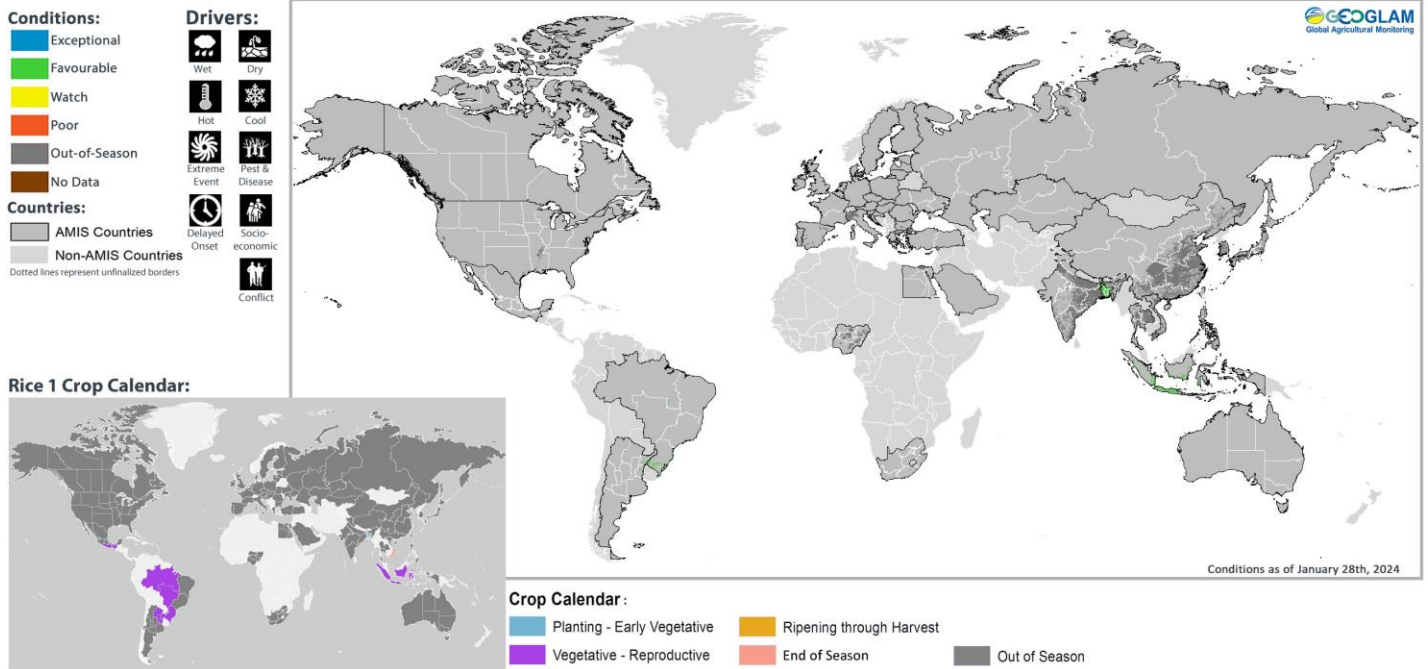 Conditions:
Exceptional
Favourable
Watch
Poor
Out-of-Season
No Data
Countries:
AMIS Countries
Non-AMIS Countries
Dotted lines represent unfinalized borders
Drivers:
Wet
Dry
Hot
Cool
Extreme
Event
Pest &
Disease
Delayed
Onset
Socio-
economic
Conflict
GEOGLAM
Global Agricultural Monitoring
Conditions as of January 28th, 2024
Rice 1 Crop Calendar:
Crop Calendar :
Planting - Early Vegetative
Ripening through Harvest
Vegetative - Reproductive
End of Season
Out of Season